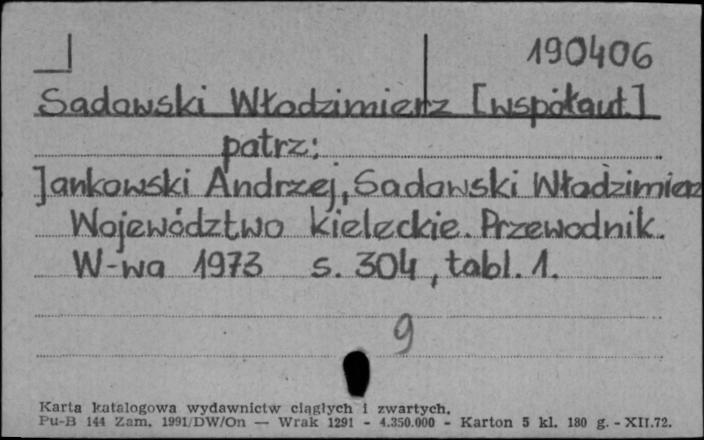 190406
Sadowski Włodzimierz [współaut.]
patrz:
Jankowski Andrzej, Sadowski Włodzimierz
Województwo kieleckie. Przewodnik.
W-wa 1973 s. 304, tabl. 1.
9
Karta katalogowa wydawnictw ciągłych i zwartych.
Pu-B 144 Zam. 1991/DW/On — Wrak 1291 - 4.350.000 - Karton 5 kl. 180 g. - XII.72.